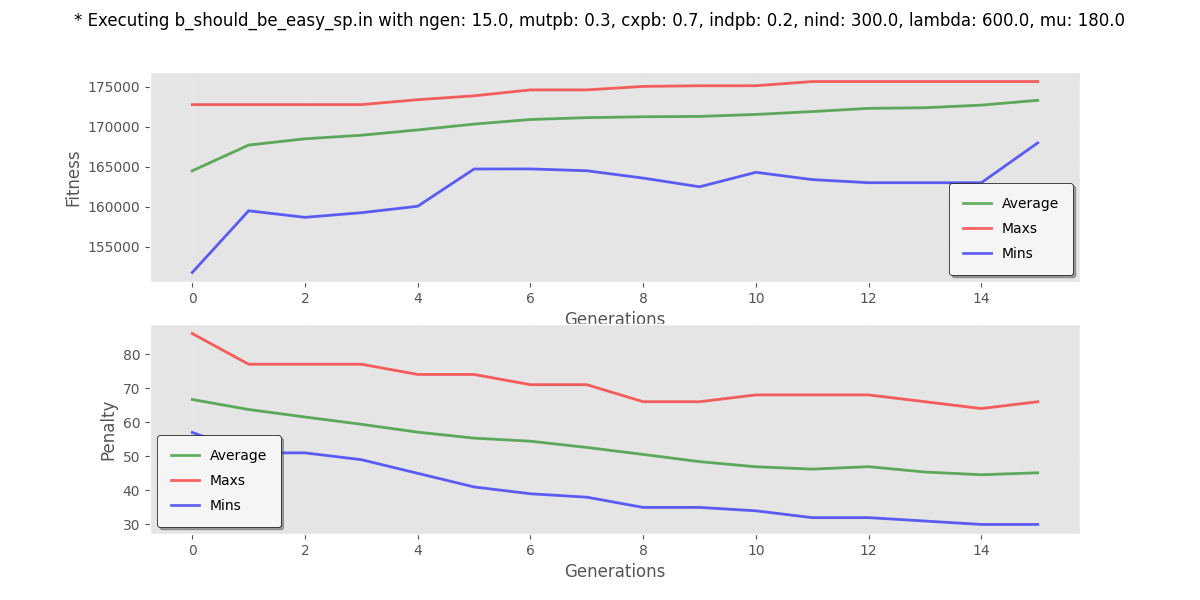 * Executing b_should_be_easy_sp.in with ngen: 15.0, mutpb: 0.3, cxpb: 0.7, indpb: 0.2, nind: 300.0, lambda: 600.0, mu: 180.0
175000
170000
165000
160000
155000
Fitness
Average
Maxs
Mins
0 2 4 6 8 10 12 14
Generations
80
70
60
50
40
30
Penalty
Average
Maxs
Mins
0 2 4 6 8 10 12 14
Generations